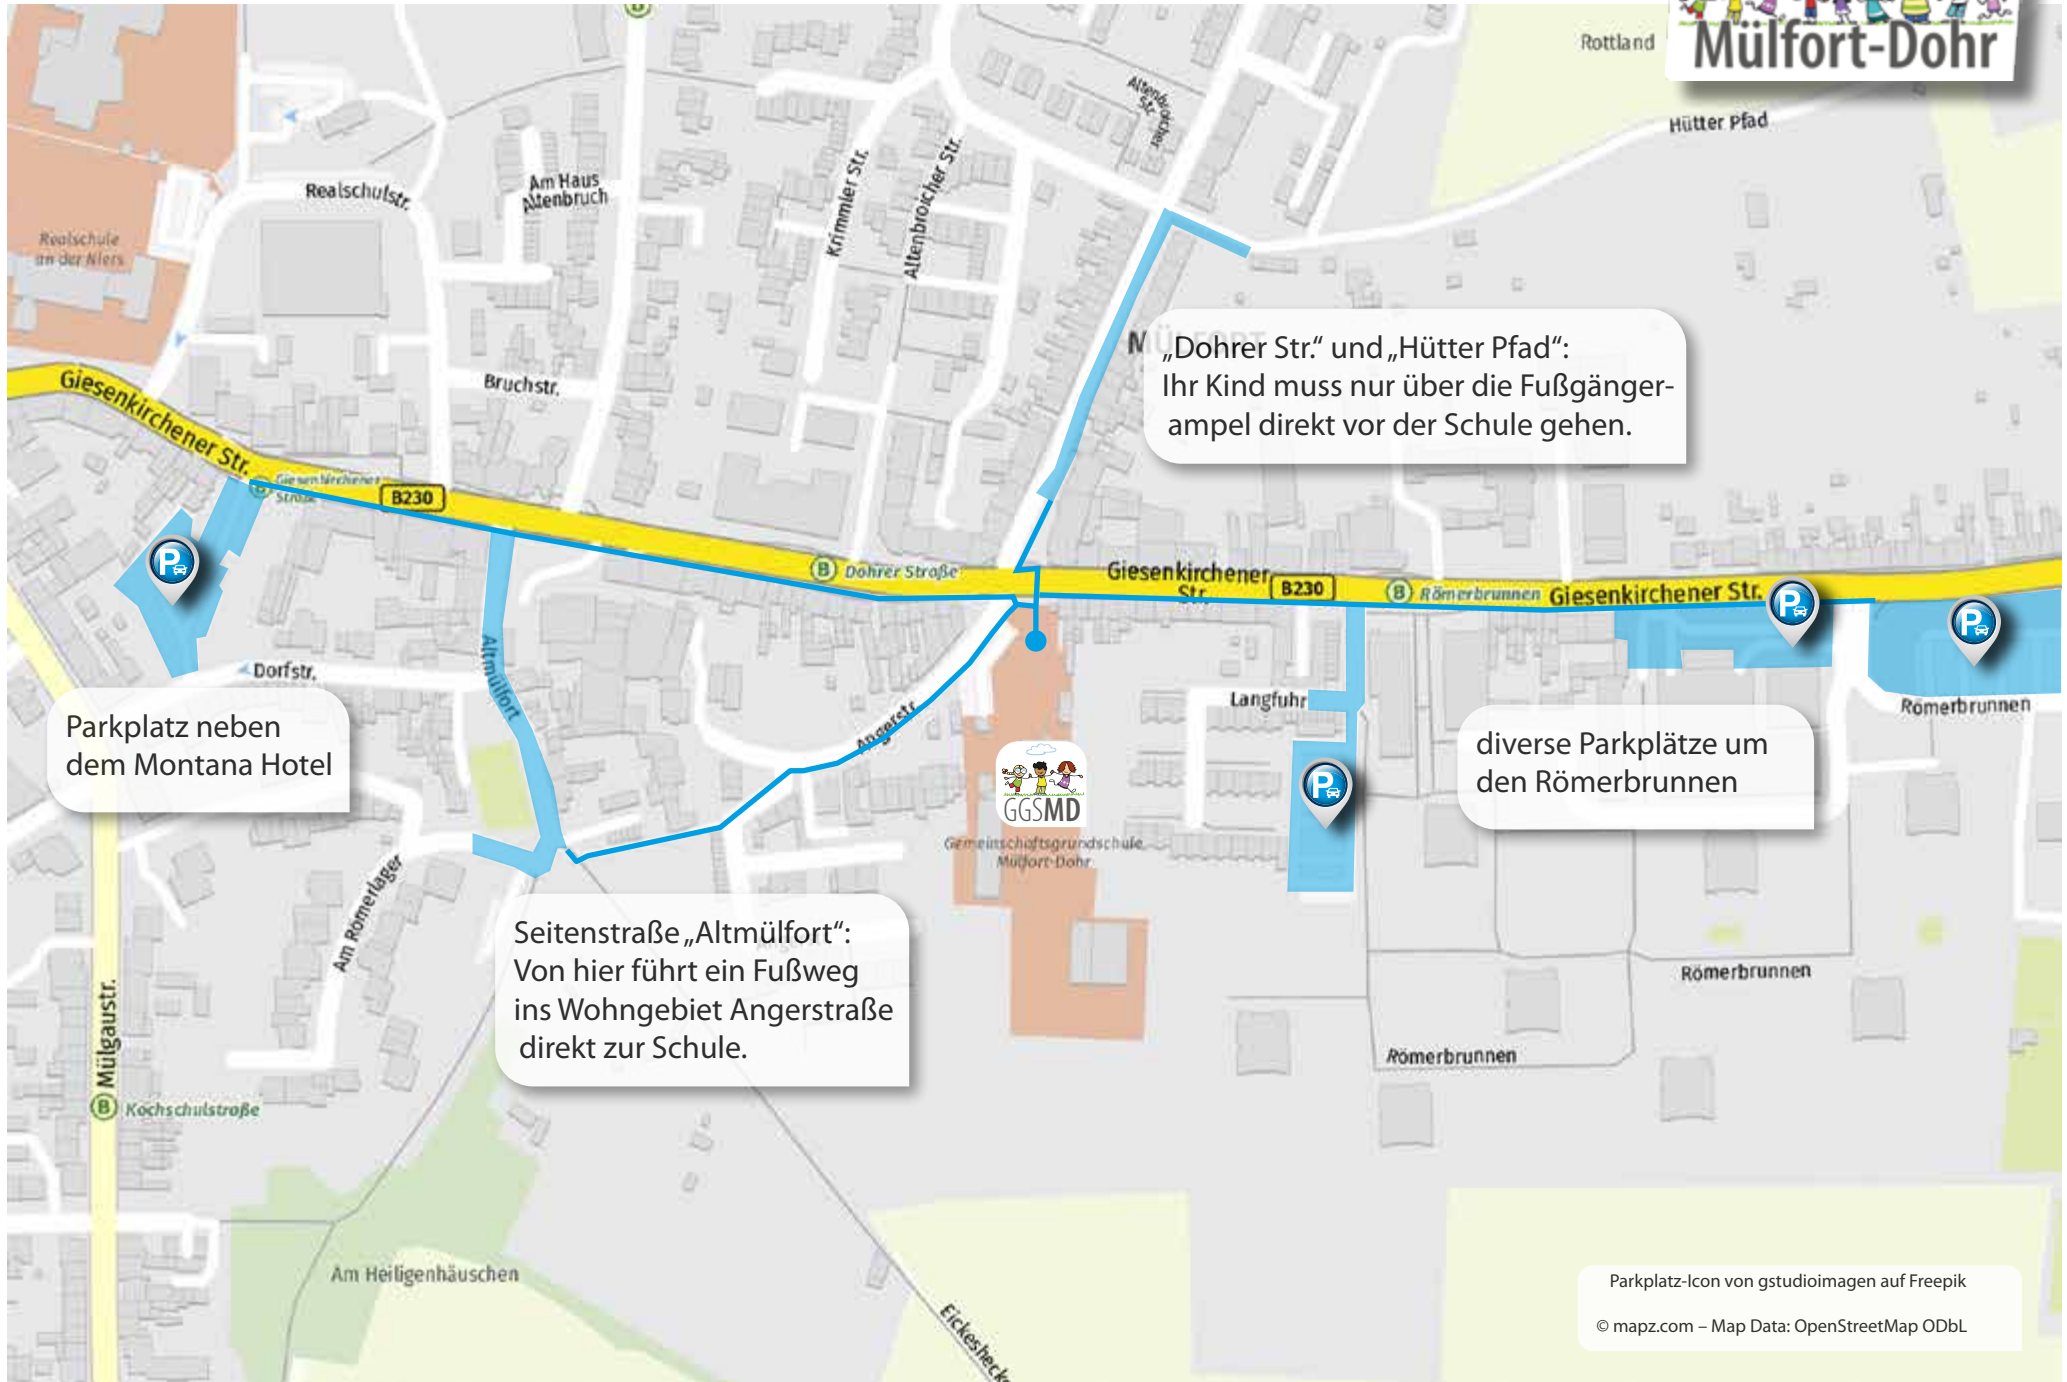 Mülfort-Dohr
Rottland
Hütter Pfad
Altenbroicher
Str.
Realschulstr.
Am Haus
Altenbruch
Krimmler Str.
Altenbroicher Str.
Realschule
an der Niers
Giesenkirchener Str.
Bruchstr.
„Dohrer Str.“ und „Hütter Pfad“:
Ihr Kind muss nur über die Fußgänger-
ampel direkt vor der Schule gehen.
B
Giesenkirchener
Straße
B230
B Dohrer Straße
Giesenkirchener
Str.
B230
B Römerbrunnen
Giesenkirchener Str.
P
P
P
Dorfstr.
Altmülfort
Angerstr.
Langfuhr
Römerbrunnen
Parkplatz neben
dem Montana Hotel
diverse Parkplätze um
den Römerbrunnen
P
GGSMD
Gemeinschaftsgrundschule
Mülfort-Dohr
Am Römerlager
Seitenstraße „Altmülfort“:
Von hier führt ein Fußweg
ins Wohngebiet Angerstraße
direkt zur Schule.
Römerbrunnen
Römerbrunnen
Mülgaustr.
B Kochschulstraße
Am Heiligenhäuschen
Parkplatz-Icon von gstudioimagen auf Freepik
© mapz.com – Map Data: OpenStreetMap ODbL